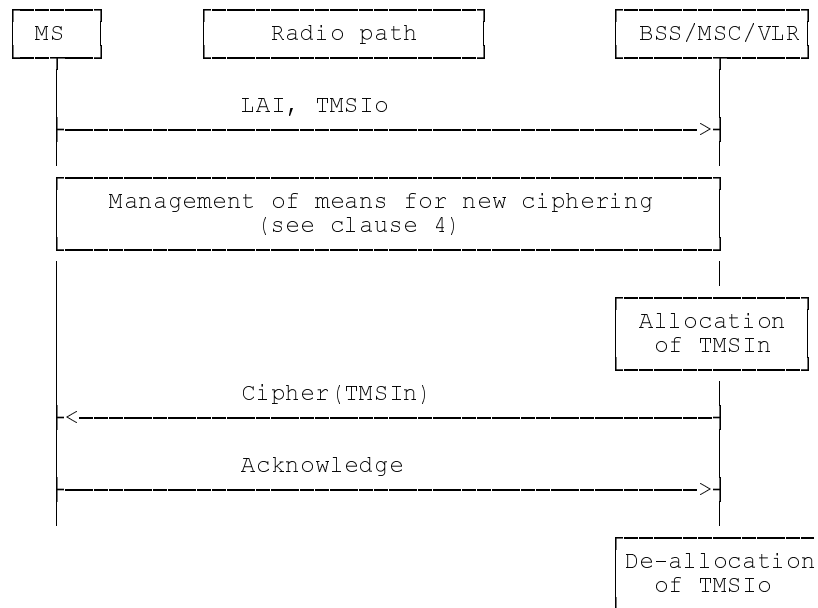 MS
Radio path
BSS/MSC/VLR
LAI, TMSIo
Management of means for new ciphering
(see clause 4)
Allocation
of TMSIn
Cipher(TMSIn)
Acknowledge
De-allocation
of TMSIo